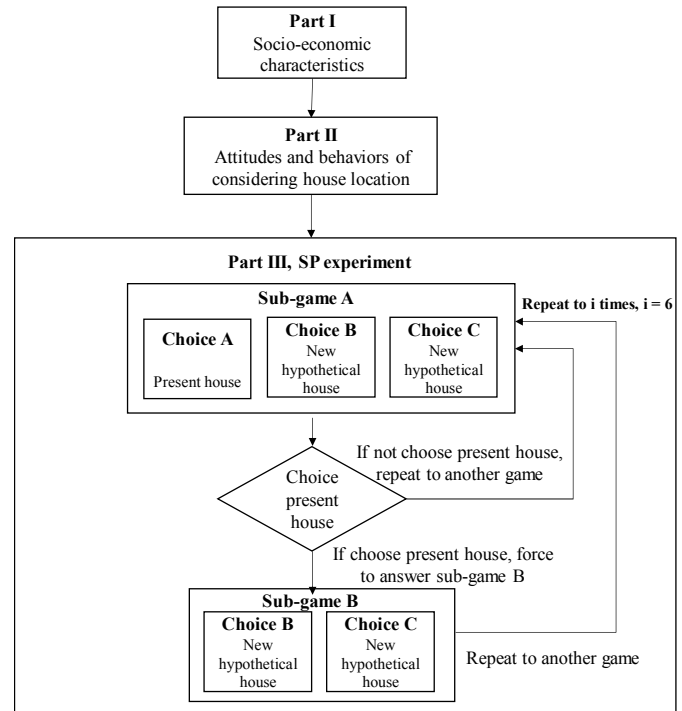 Part I
Socio-economic
characteristics
Part II
Attitudes and behaviors of
considering house location
Part III, SP experiment
Sub-game A
Repeat to i times, i = 6
Choice A
Present house
Choice B
New
hypothetical
house
Choice C
New
hypothetical
house
Choice
present
house
If not choose present house,
repeat to another game
If choose present house, force
to answer sub-game B
Sub-game B
Choice B
New
hypothetical
house
Choice C
New
hypothetical
house
Repeat to another game